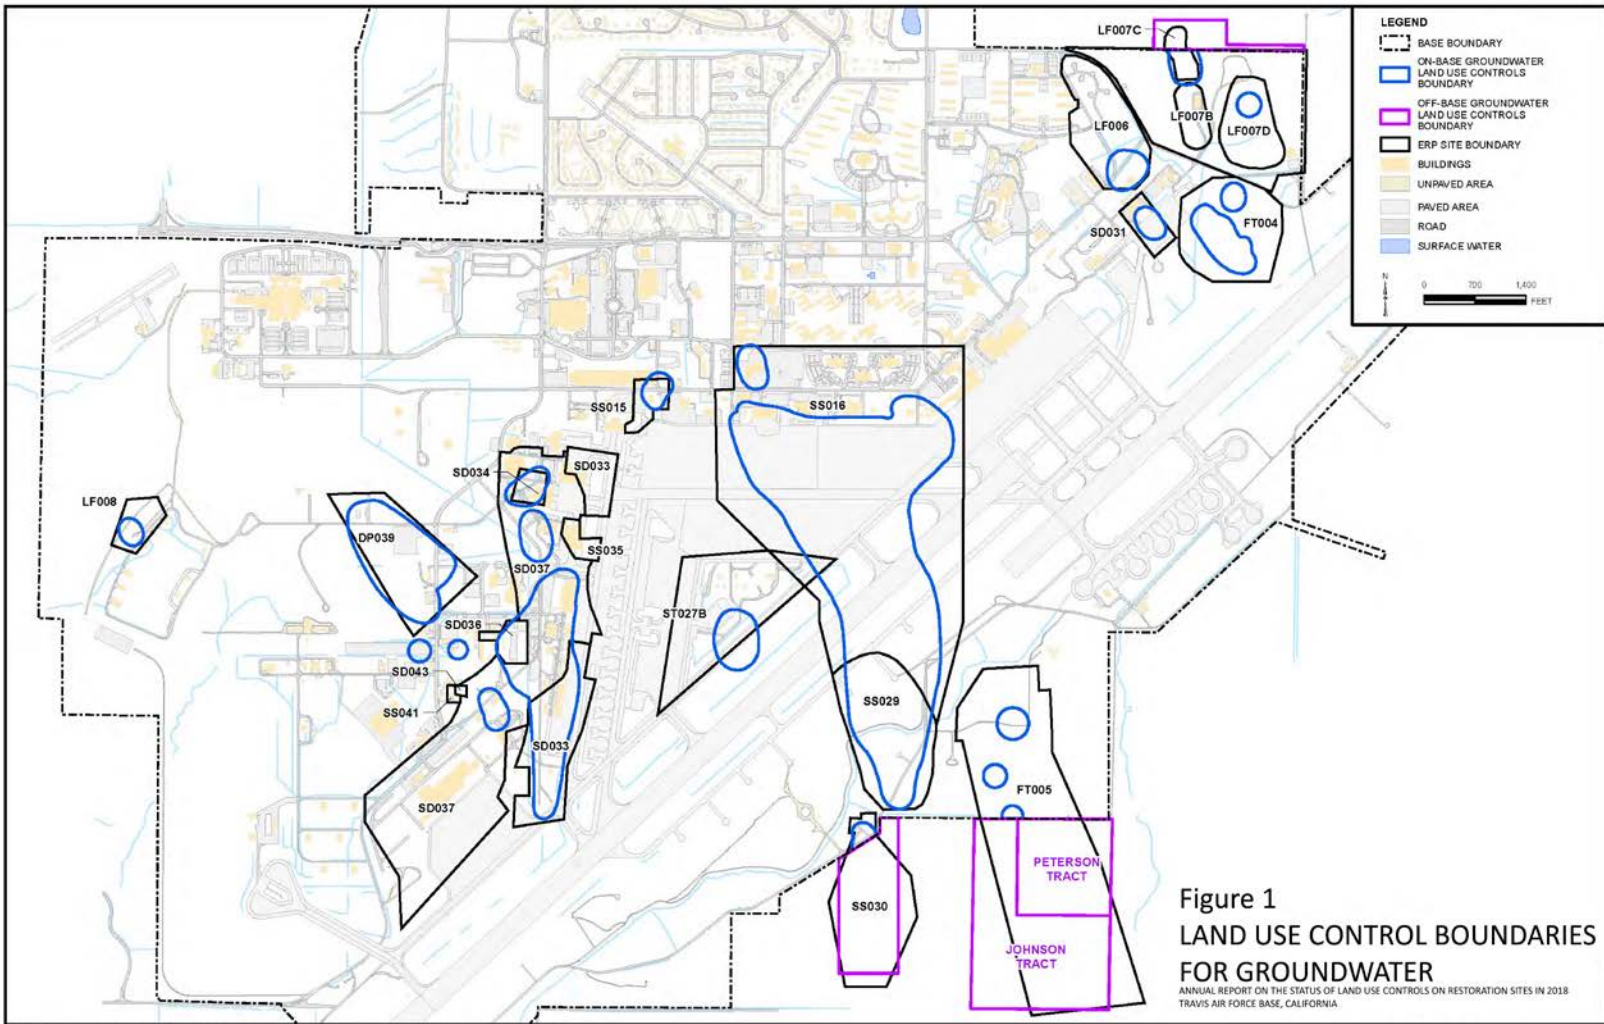 LF007C
LEGEND
BASE BOUNDARY
ON-BASE GROUNDWATER
LAND USE CONTROLS
BOUNDARY
OFF-BASE GROUNDWATER
LAND USE CONTROLS
BOUNDARY
ERP SITE BOUNDARY
BUILDINGS
UNPAVED AREA
PAVED AREA
ROAD
SURFACE WATER
N
0 700 1,400
FEET
LF006
LF007B
LF007D
SD031
FT004
SS015
SS016
SD034
SD033
LF008
DP039
SS035
SD037
ST027B
SD036
SD043
SS041
SS029
SD033
SD037
FT005
PETERSON
TRACT
SS030
JOHNSON
TRACT
Figure 1
LAND USE CONTROL BOUNDARIES
FOR GROUNDWATER
ANNUAL REPORT ON THE STATUS OF LAND USE CONTROLS ON RESTORATION SITES IN 2018
TRAVIS AIR FORCE BASE, CALIFORNIA